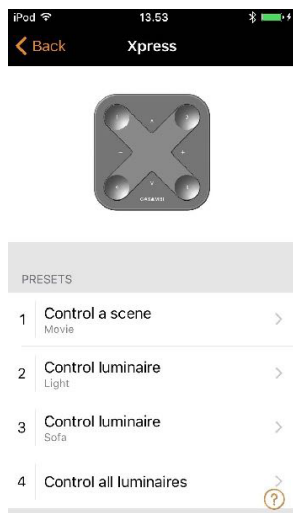 iPod 13.53
Back Xpress
CASAMBI
PRESETS
1 Control a scene
Movie
2 Control luminaire
Light
3 Control luminaire
Sofa
4 Control all luminaires
?